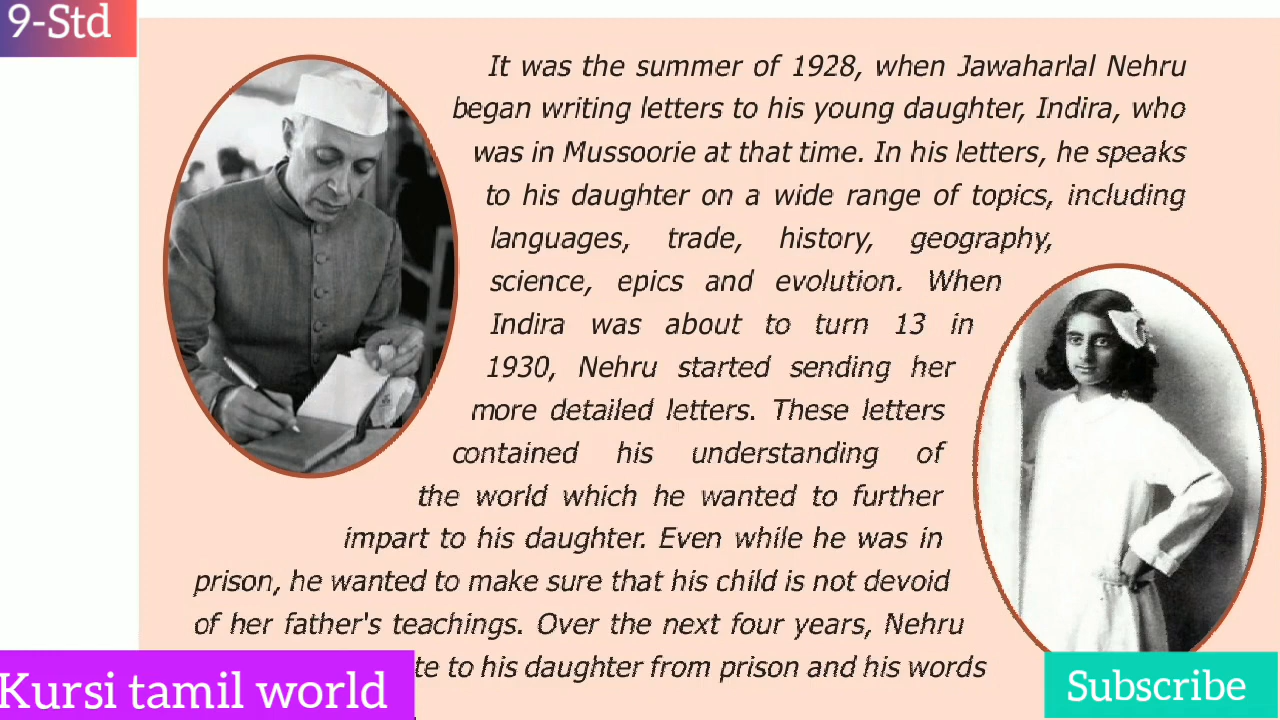 9-Std
It was the summer of 1928, when Jawaharlal Nehru
began writing letters to his young daughter, Indira, who
was in Mussoorie at that time. In his letters, he speaks
to his daughter on a wide range of topics, including
languages, trade, history, geography,
science, epics and evolution. When
Indira was about to turn 13 in
1930, Nehru started sending her
more detailed letters. These letters
contained his understanding of
the world which he wanted to further
impart to his daughter. Even while he was in
prison, he wanted to make sure that his child is not devoid
of her father's teachings. Over the next four years, Nehru
te to his daughter from prison and his words
Kursi tamil world
Subscribe